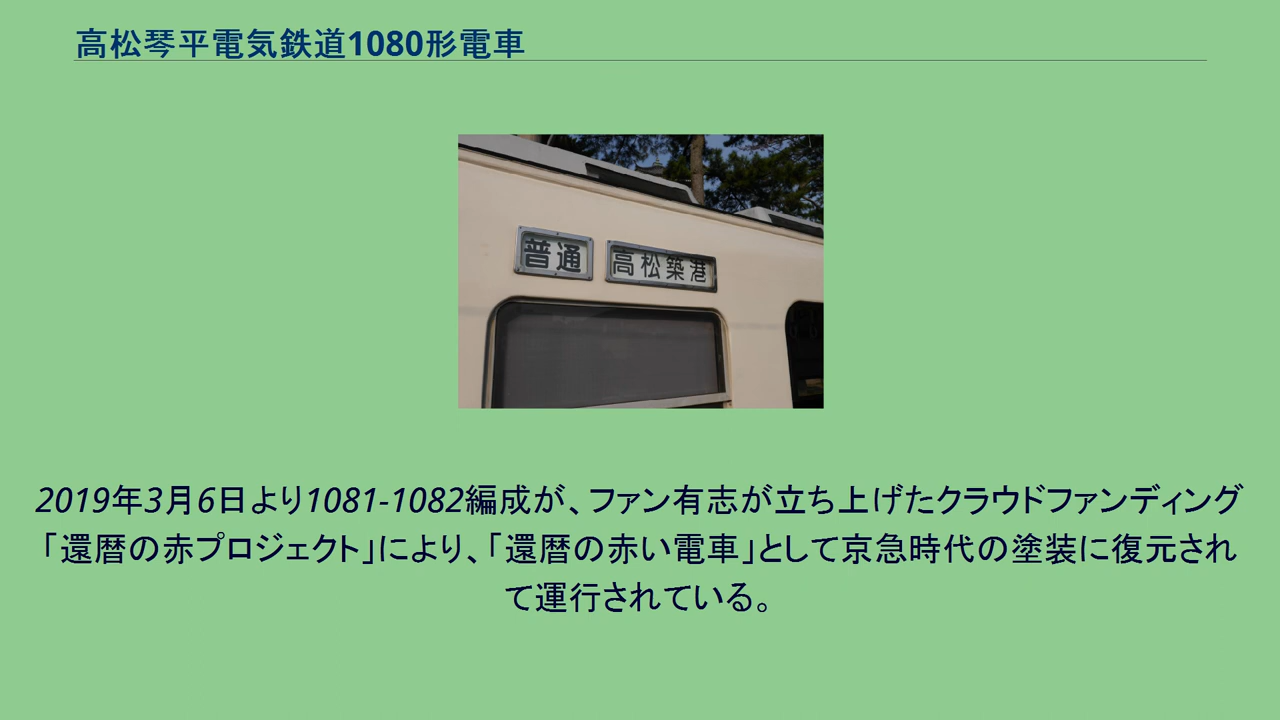 高松琴平電気鉄道1080形電車
普通 高松築港
2019年3月6日より1081-1082編成が、ファン有志が立ち上げたクラウドファンディング
「還暦の赤プロジェクト」により、「還暦の赤い電車」として京急時代の塗装に復元され
て運行されている。